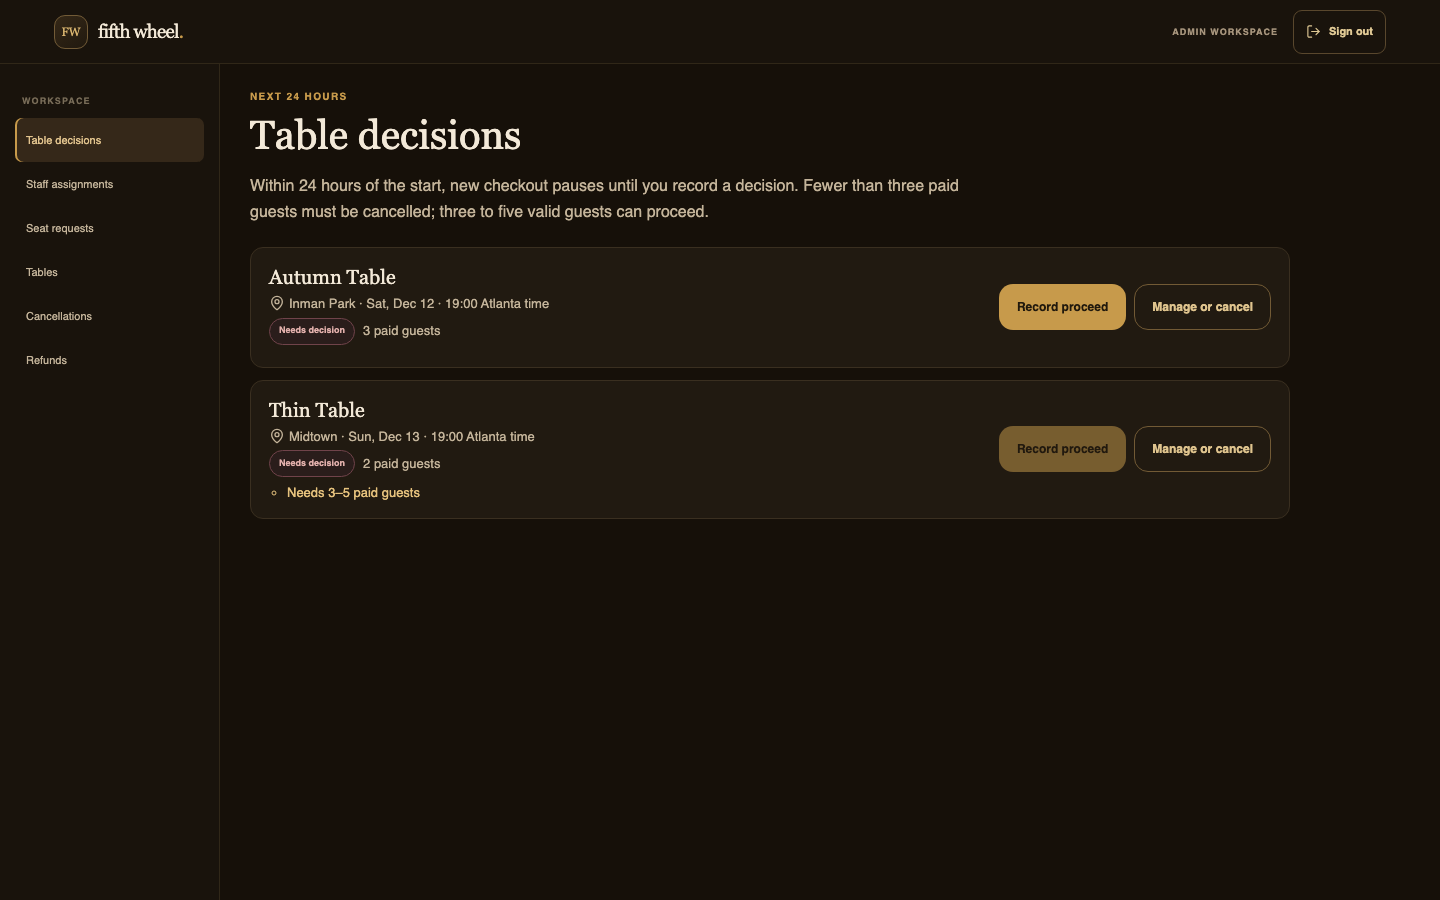 FW fifth wheel.
ADMIN WORKSPACE
Sign out
WORKSPACE
Table decisions
Staff assignments
Seat requests
Tables
Cancellations
Refunds
NEXT 24 HOURS
Table decisions
Within 24 hours of the start, new checkout pauses until you record a decision. Fewer than three paid
guests must be cancelled; three to five valid guests can proceed.
Autumn Table
Inman Park · Sat, Dec 12 · 19:00 Atlanta time
Needs decision 3 paid guests
Record proceed
Manage or cancel
Thin Table
Midtown · Sun, Dec 13 · 19:00 Atlanta time
Needs decision 2 paid guests
Needs 3–5 paid guests
Record proceed
Manage or cancel